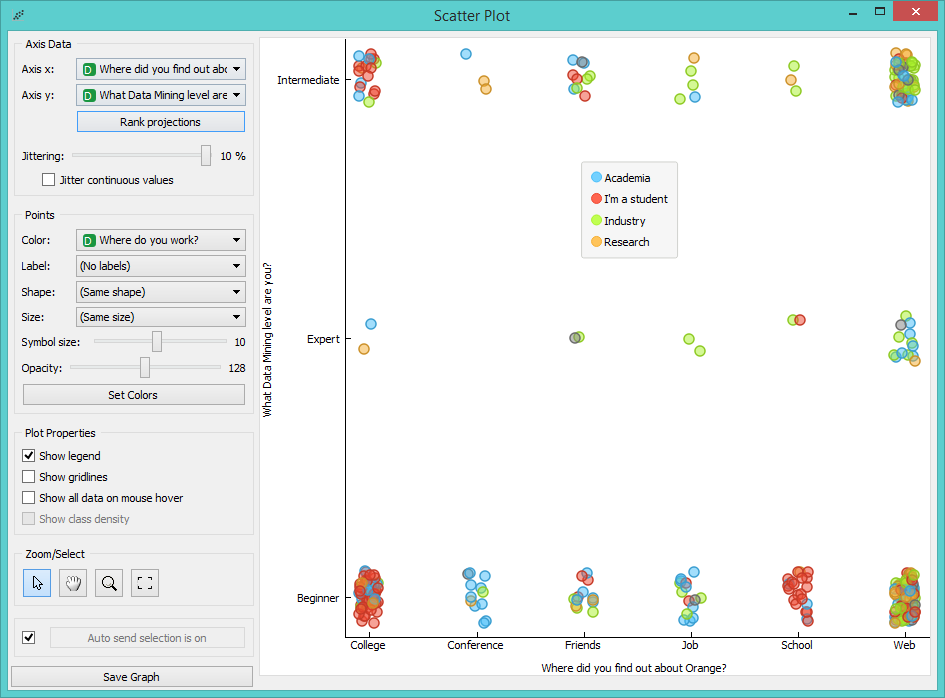 Scatter Plot
Axis Data
Axis x: D Where did you find out abo
Axis y: D What Data Mining level are
Rank projections
Jittering: 10 %
Jitter continuous values
Points
Color: D Where do you work?
Label: (No labels)
Shape: (Same shape)
Size: (Same size)
Symbol size: 10
Opacity: 128
Set Colors
Plot Properties
Show legend
Show gridlines
Show all data on mouse hover
Show class density
Zoom/Select
Auto send selection is on
Save Graph
What Data Mining level are you?
Intermediate
Expert
Beginner
Academia
I'm a student
Industry
Research
College Conference Friends Job School Web
Where did you find out about Orange?